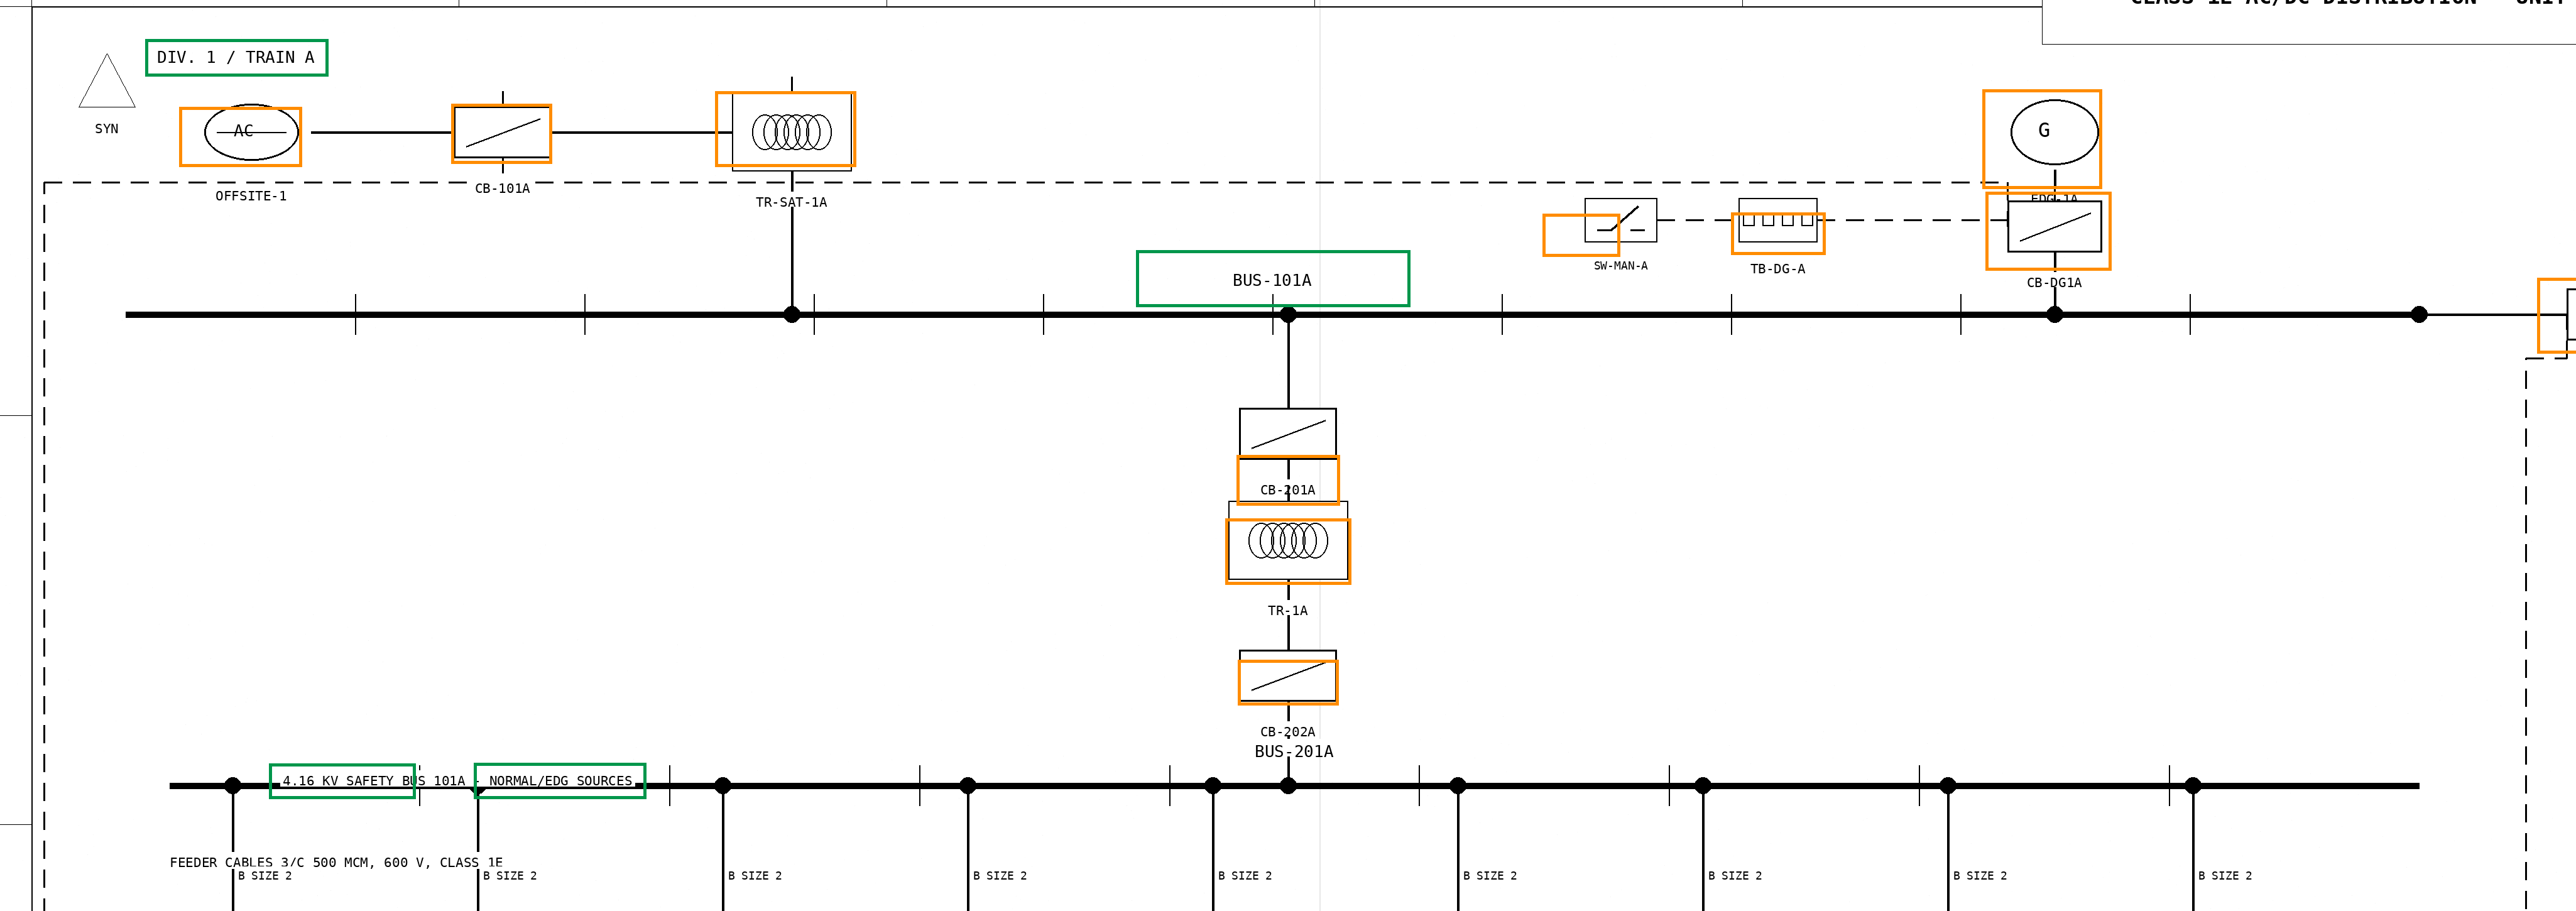 DIV. 1 / TRAIN A
SYN
AC
G
OFFSITE-1
CB-101A
TR-SAT-1A
EDG-1A
SW-MAN-A
TB-DG-A
CB-DG1A
BUS-101A
CB-201A
TR-1A
CB-202A
BUS-201A
4.16 KV SAFETY BUS 101A - NORMAL/EDG SOURCES
FEEDER CABLES 3/C 500 MCM, 600 V, CLASS 1E
B SIZE 2
B SIZE 2
B SIZE 2
B SIZE 2
B SIZE 2
B SIZE 2
B SIZE 2
B SIZE 2
B SIZE 2